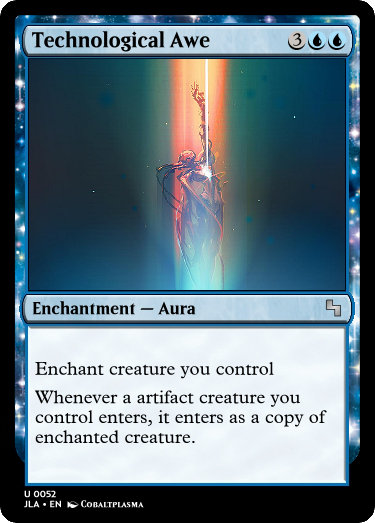 Technological Awe 3
Enchantment — Aura
Enchant creature you control
Whenever a artifact creature you
control enters, it enters as a copy of
enchanted creature.
U 0052
JLA • EN Cobaltplasma